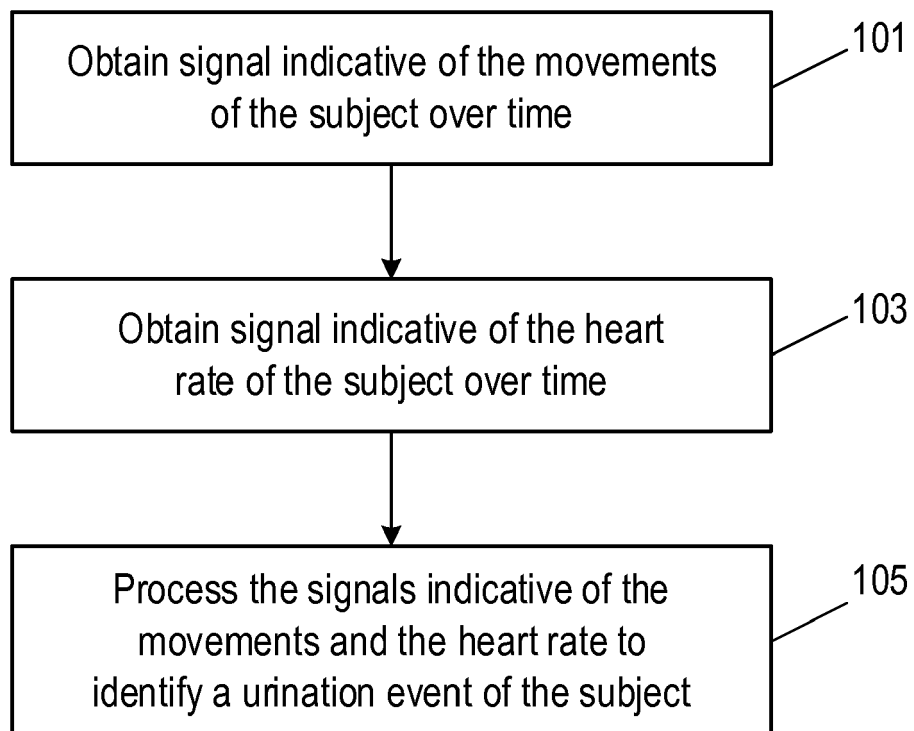 Obtain signal indicative of the movements
of the subject over time
101
Obtain signal indicative of the heart
rate of the subject over time
103
Process the signals indicative of the
movements and the heart rate to
identify a urination event of the subject
105